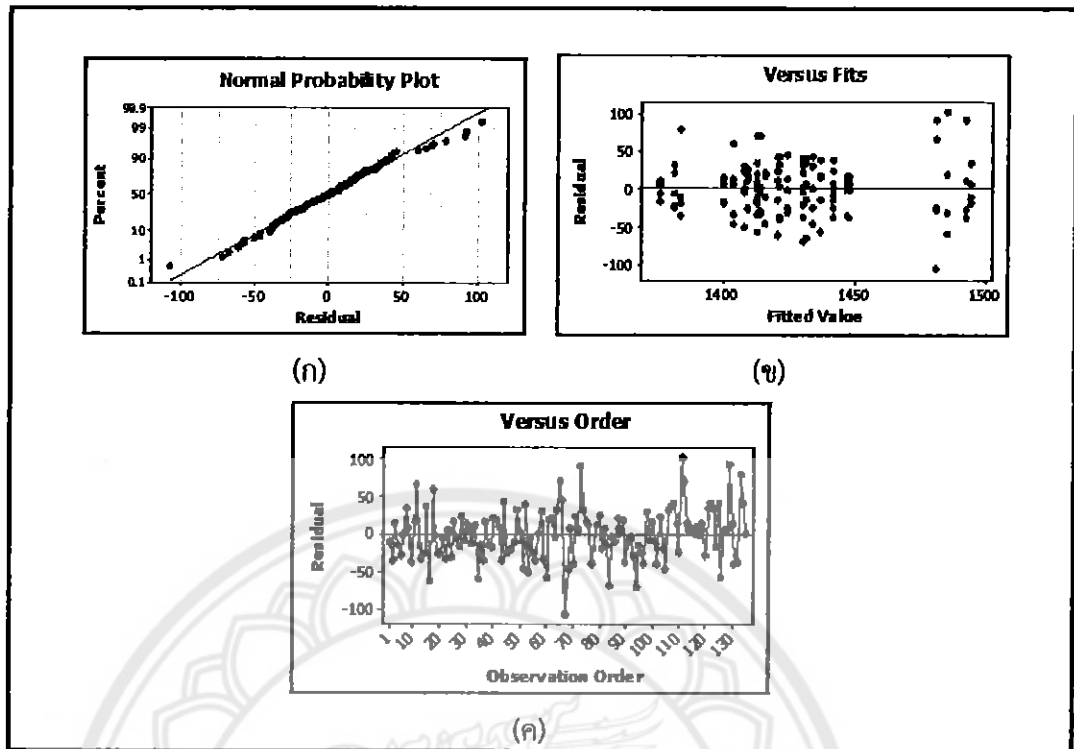 Normal Probability Plot
99.9
99
90
50
10
1
0.1
Percent
-100 -50 0 50 100
Residual
(ก)
Versus Fits
100
50
0
-50
-100
Residual
1400 1450 1500
Fitted Value
(ข)
Versus Order
100
50
0
-50
-100
Residual
1 10 20 30 40 50 60 70 80 90 100 110 120 130
Observation Order
(ค)